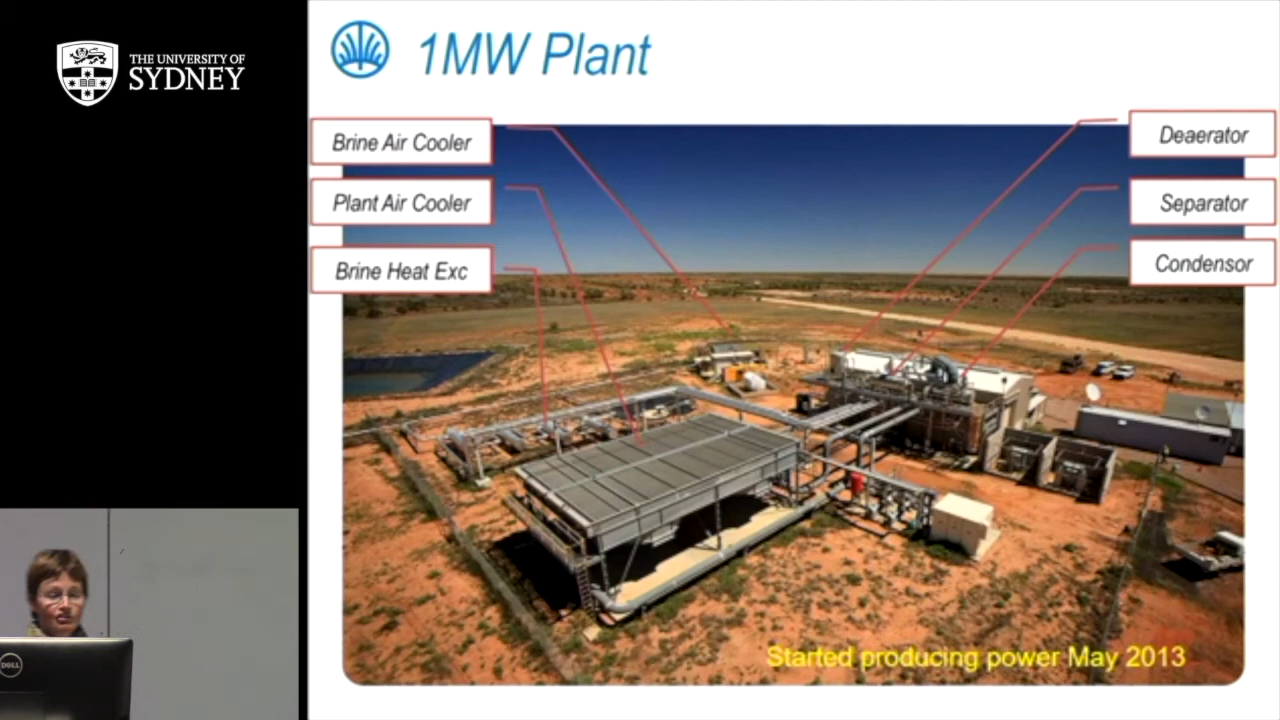 THE UNIVERSITY OF
SYDNEY
1MW Plant
Brine Air Cooler
Plant Air Cooler
Brine Heat Exc
Deaerator
Separator
Condensor
Started producing power May 2013
DELL